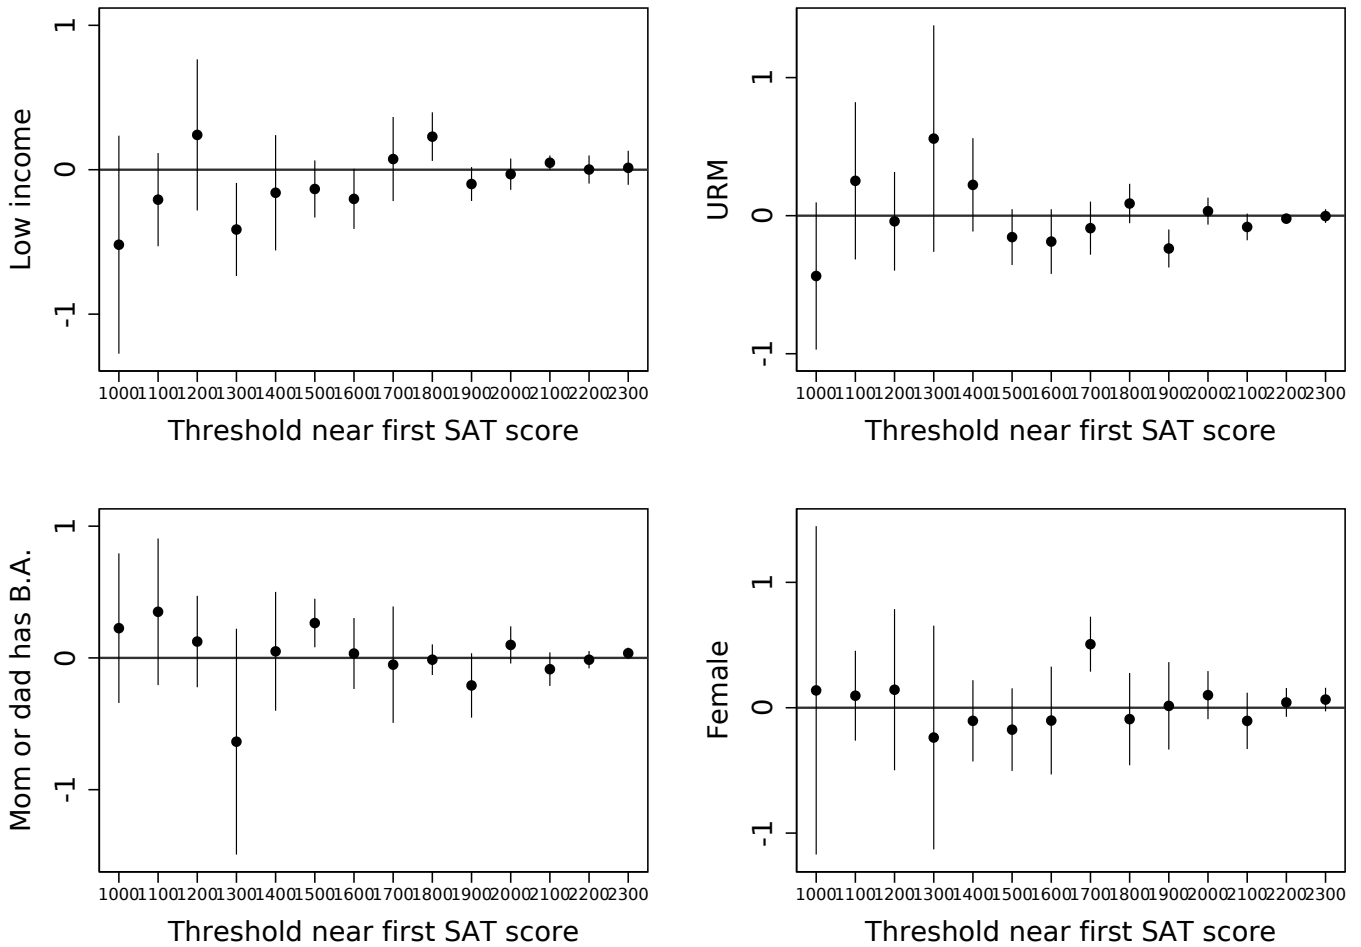 Low income
1
0
-1
1000 1100 1200 1300 1400 1500 1600 1700 1800 1900 2000 2100 2200 2300
Threshold near first SAT score
URM
1
0
-1
1000 1100 1200 1300 1400 1500 1600 1700 1800 1900 2000 2100 2200 2300
Threshold near first SAT score
Mom or dad has B.A.
1
0
-1
1000 1100 1200 1300 1400 1500 1600 1700 1800 1900 2000 2100 2200 2300
Threshold near first SAT score
Female
1
0
-1
1000 1100 1200 1300 1400 1500 1600 1700 1800 1900 2000 2100 2200 2300
Threshold near first SAT score